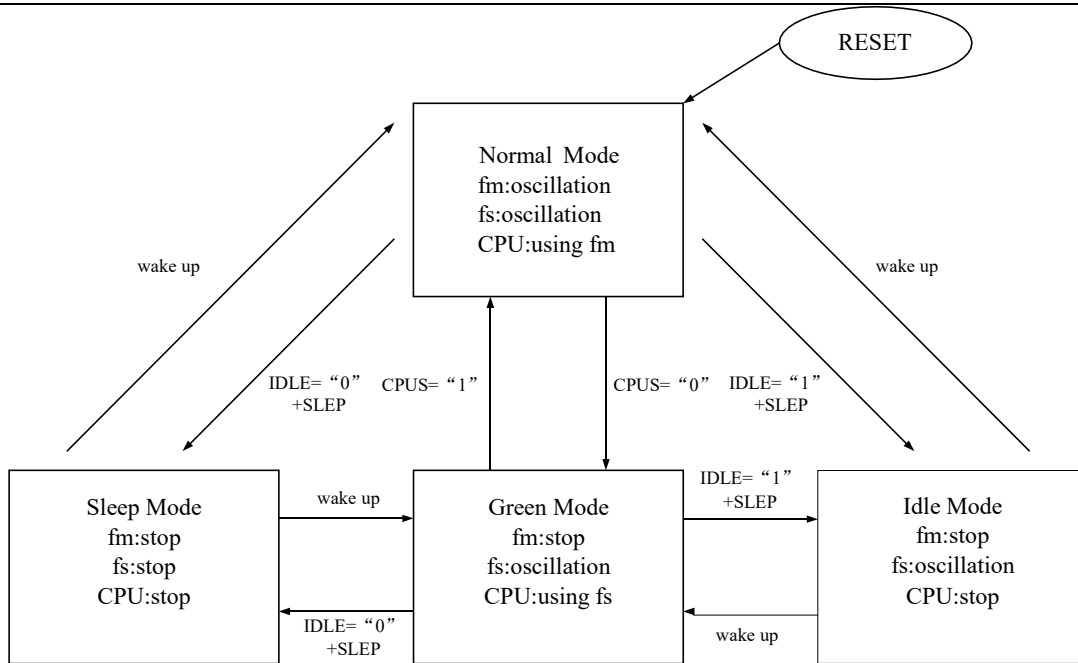 RESET
Normal Mode
fm:oscillation
fs:oscillation
CPU:using fm
wake up
wake up
IDLE= “0”
+SLEP
CPUS= “1”
CPUS= “0”
IDLE= “1”
+SLEP
Sleep Mode
fm:stop
fs:stop
CPU:stop
wake up
Green Mode
fm:stop
fs:oscillation
CPU:using fs
IDLE= “1”
+SLEP
Idle Mode
fm:stop
fs:oscillation
CPU:stop
IDLE= “0”
+SLEP
wake up